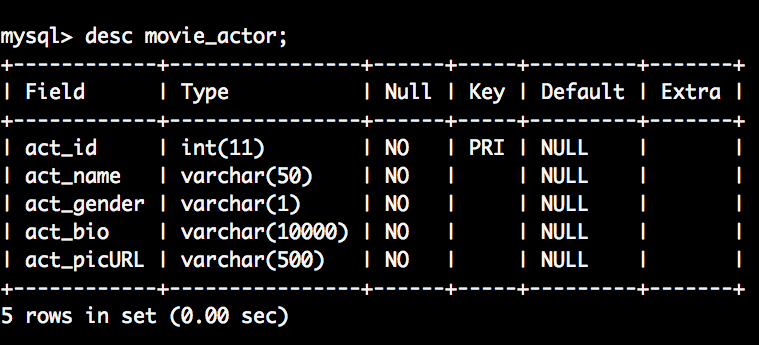 mysql> desc movie_actor;
+------------+----------------+------+-----+---------+-------+
| Field      | Type           | Null | Key | Default | Extra |
+------------+----------------+------+-----+---------+-------+
| act_id     | int(11)        | NO   | PRI | NULL    |       |
| act_name   | varchar(50)    | NO   |     | NULL    |       |
| act_gender | varchar(1)     | NO   |     | NULL    |       |
| act_bio    | varchar(10000) | NO   |     | NULL    |       |
| act_picURL | varchar(500)   | NO   |     | NULL    |       |
+------------+----------------+------+-----+---------+-------+
5 rows in set (0.00 sec)